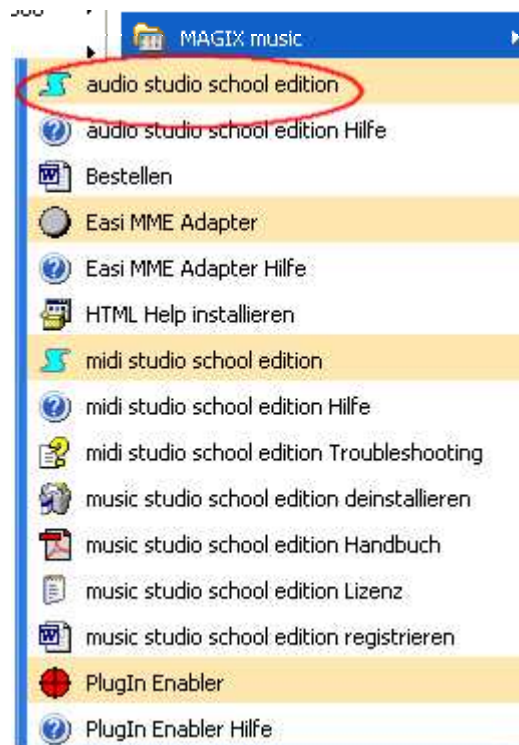 MAGIX music
audio studio school edition
audio studio school edition Hilfe
Bestellen
Easi MME Adapter
Easi MME Adapter Hilfe
HTML Help installieren
midi studio school edition
midi studio school edition Hilfe
midi studio school edition Troubleshooting
music studio school edition deinstallieren
music studio school edition Handbuch
music studio school edition Lizenz
music studio school edition registrieren
PlugIn Enabler
PlugIn Enabler Hilfe